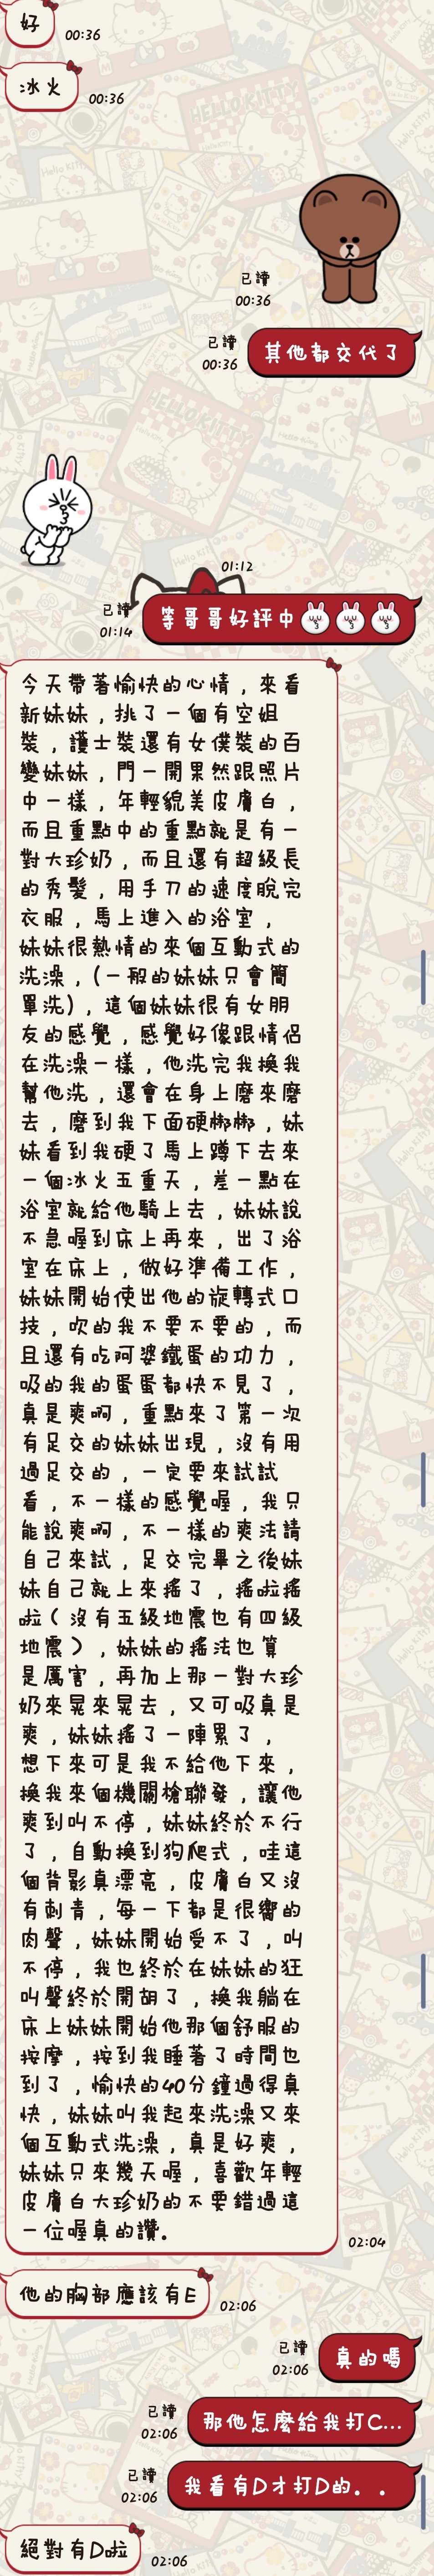 好
00:36
冰火
00:36
已讀
00:36
已讀
00:36
其他都交代了
01:12
已讀
01:14
等哥哥好評中
今天帶著愉快的心情，來看
新妹妹，挑了一個有空姐
裝，護士裝還有女僕裝的百
變妹妹，門一開果然跟照片
中一樣，年輕貌美皮膚白，
而且重點中的重點就是有一
對大珍奶，而且還有超級長
的秀髮，用手刀的速度脫完
衣服，馬上進入的浴室，
妹妹很熱情的來個互動式的
洗澡，(一般的妹妹只會簡
單洗)，這個妹妹很有女朋
友的感覺，感覺好像跟情侶
在洗澡一樣，他洗完我換我
幫他洗，還會在身上磨來磨
去，磨到我下面硬梆梆，妹
妹看到我硬了馬上蹲下去來
一個冰火五重天，差一點在
浴室就給他騎上去，妹妹說
不急喔到床上再來，出了浴
室在床上，做好準備工作，
妹妹開始使出他的旋轉式口
技，吹的我不要不要的，而
且還有吃阿婆鐵蛋的功力，
吸的我的蛋蛋都快不見了，
真是爽啊，重點來了第一次
有足交的妹妹出現，沒有用
過足交的，一定要來試試
看，不一樣的感覺喔，我只
能說爽啊，不一樣的爽法請
自己來試，足交完畢之後妹
妹自己就上來搖了，搖啦搖
啦（沒有五級地震也有四級
地震），妹妹的搖法也算
是厲害，再加上那一對大珍
奶來晃來晃去，又可吸真是
爽，妹妹搖了一陣累了，
想下來可是我不給他下來，
換我來個機關槍聯發，讓他
爽到叫不停，妹妹終於不行
了，自動換到狗爬式，哇這
個背影真漂亮，皮膚白又沒
有刺青，每一下都是很響的
肉聲，妹妹開始受不了，叫
不停，我也終於在妹妹的狂
叫聲終於開胡了，換我躺在
床上妹妹開始他那個舒服的
按摩，按到我睡著了時間也
到了，愉快的40分鐘過得真
快，妹妹叫我起來洗澡又來
個互動式洗澡，真是好爽，
妹妹只來幾天喔，喜歡年輕
皮膚白大珍奶的不要錯過這
一位喔真的讚。
02:04
他的胸部應該有E
02:06
已讀
02:06
真的嗎
已讀
02:06
那他怎麼給我打C...
已讀
02:06
我看有D才打D的．．
絕對有D啦
02:06